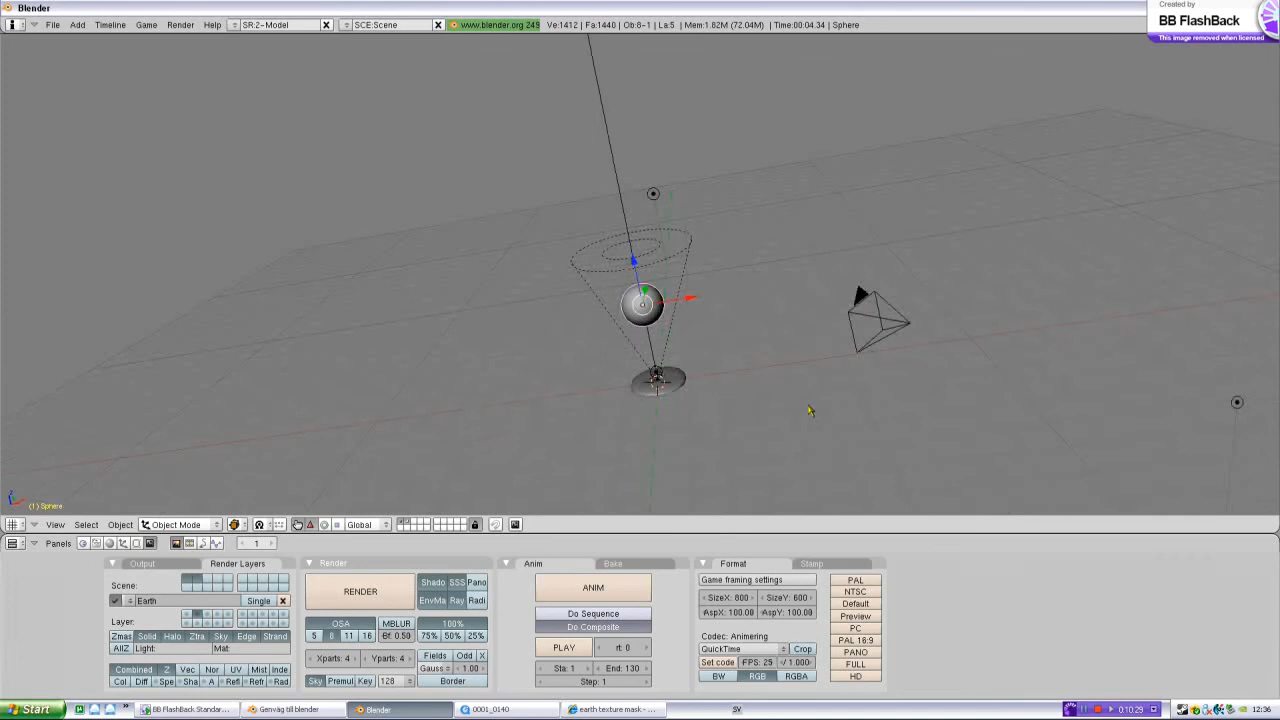 Blender
Created by
BB FlashBack
This image removed when licensed
File Add Timeline Game Render Help SR:2-Model X SCE:Scene X www.blender.org 249 Ve:1412 | Fa:1440 | Ob:8-1 | La:5 | Mem:1.82M (72.04M) | Time:00:04.34 | Sphere
(1) Sphere
View Select Object Object Mode Global
Panels 1
Output Render Layers Render Anim Bake Format Stamp
Scene:
Earth Single X
Layer:
Zmas Solid Halo Ztra Sky Edge Strand
AllZ Light: Mat:
Combined Z Vec Nor UV Mist Inde
Col Diff Spe Sha A Refl Refr Rad
RENDER
Shado SSS Pano
EnvMa Ray Radi
OSA MBLUR 100%
5 8 11 16 Bf: 0.50 75% 50% 25%
Xparts: 4 Yparts: 4 Fields Odd X
Gauss 1.00
Sky Premul Key 128 Border
ANIM
Do Sequence
Do Composite
PLAY rt: 0
Sta: 1 End: 130
Step: 1
Game framing settings
SizeX: 800 SizeY: 600
AspX: 100.00 AspY: 100.00
Codec: Animering
QuickTime Crop
Set codec FPS: 25 / 1.000
BW RGB RGBA
PAL
NTSC
Default
Preview
PC
PAL 16:9
PANO
FULL
HD
Start BB FlashBack Standar... Genväg till blender Blender 0001_0140 earth texture mask - ... SV 0:10:29 12:36